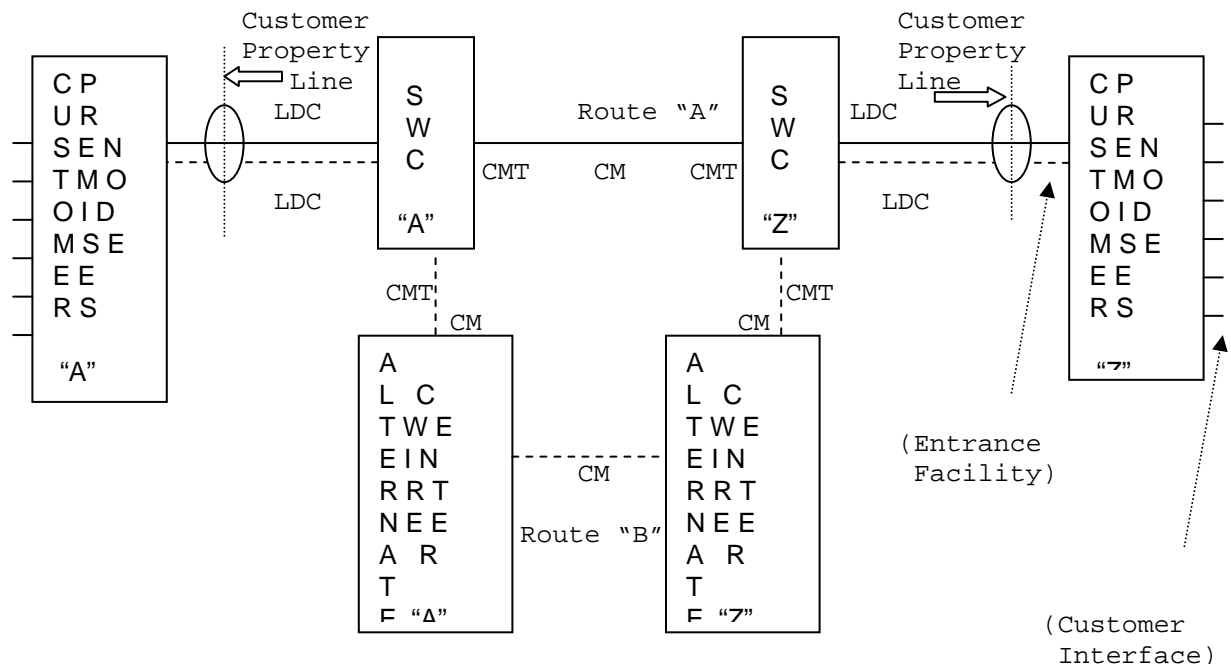 Customer
Property
Line
Customer
Property
Line
C P
U R
S E N
T M O
O I D
M S E
E E
R S
"A"
LDC
LDC
S
W
C
"A"
Route "A"
CMT
CM
CMT
S
W
C
"Z"
LDC
LDC
C P
U R
S E N
T M O
O I D
M S E
E E
R S
"Z"
CMT
CM
CMT
CM
A
L C
T W E
E I N
R R T
N E E
A R
T
E "A"
CM
Route "B"
A
L C
T W E
E I N
R R T
N E E
A R
T
E "Z"
(Entrance
Facility)
(Customer
Interface)